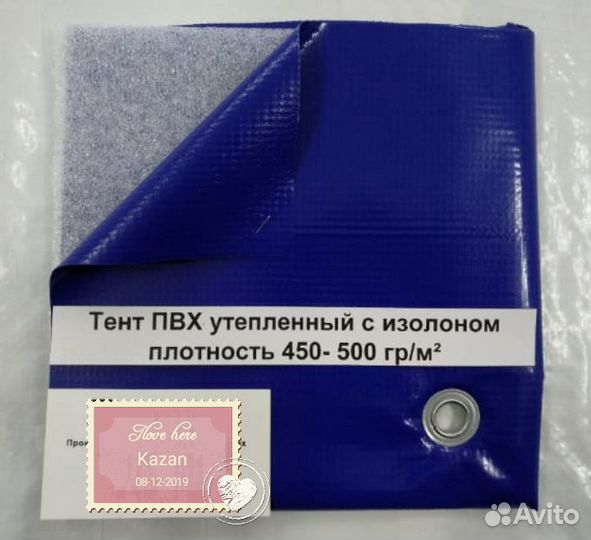 Тент ПВХ утепленный с изолоном
плотность 450- 500 гр/м²
I love here
Kazan
08-12-2019
Avito